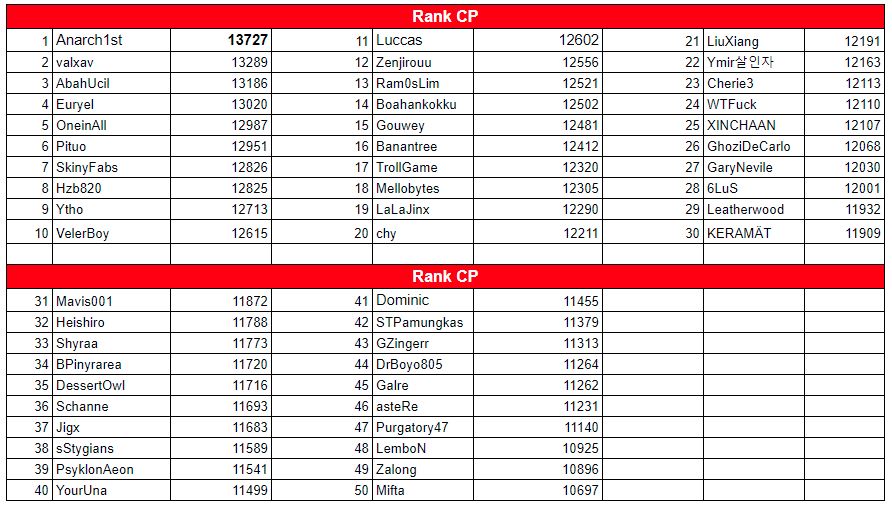 Rank CP
1 Anarch1st 13727 11 Luccas 12602 21 LiuXiang 12191
2 valxav 13289 12 Zenjirouu 12556 22 Ymir살인자 12163
3 AbahUcil 13186 13 Ram0sLim 12521 23 Cherie3 12113
4 Euryel 13020 14 Boahankokku 12502 24 WTFuck 12110
5 OneinAll 12987 15 Gouwey 12481 25 XINCHAAN 12107
6 Pituo 12951 16 Banantree 12412 26 GhoziDeCarlo 12068
7 SkinyFabs 12826 17 TrollGame 12320 27 GaryNevile 12030
8 Hzb820 12825 18 Mellobytes 12305 28 6LuS 12001
9 Ytho 12713 19 LaLaJinx 12290 29 Leatherwood 11932
10 VelerBoy 12615 20 chy 12211 30 KERAMÄT 11909
Rank CP
31 Mavis001 11872 41 Dominic 11455
32 Heishiro 11788 42 STPamungkas 11379
33 Shyraa 11773 43 GZingerr 11313
34 BPinyrarea 11720 44 DrBoyo805 11264
35 DessertOwl 11716 45 Galre 11262
36 Schanne 11693 46 asteRe 11231
37 Jigx 11683 47 Purgatory47 11140
38 sStygians 11589 48 LemboN 10925
39 PsyklonAeon 11541 49 Zalong 10896
40 YourUna 11499 50 Mifta 10697